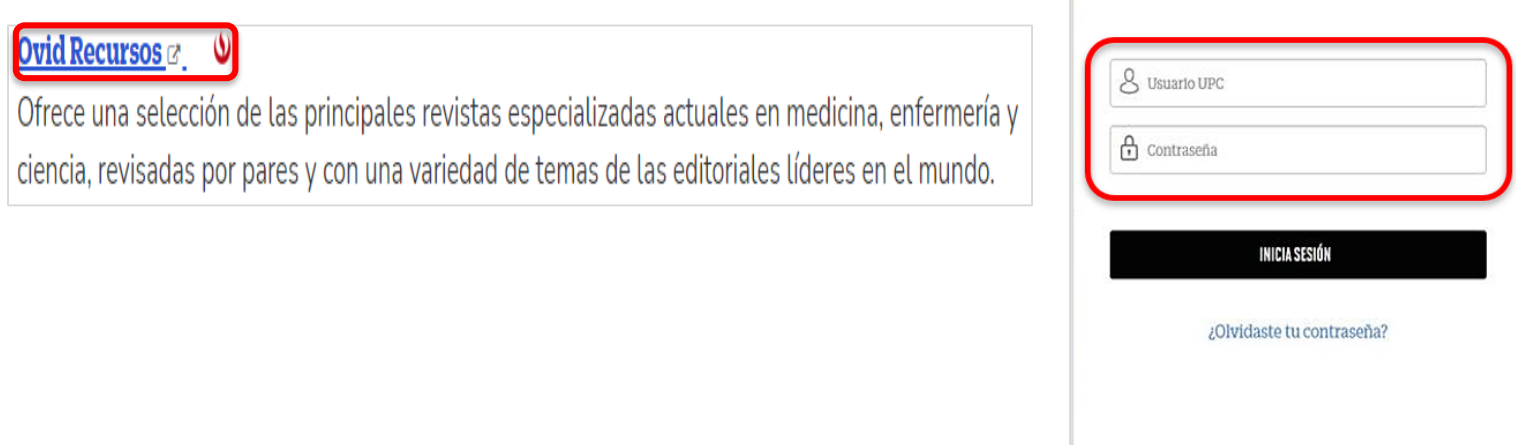 Ovid Recursos
Ofrece una selección de las principales revistas especializadas actuales en medicina, enfermería y
ciencia, revisadas por pares y con una variedad de temas de las editoriales líderes en el mundo.
Usuario UPC
Contraseña
INICIA SESIÓN
¿Olvidaste tu contraseña?